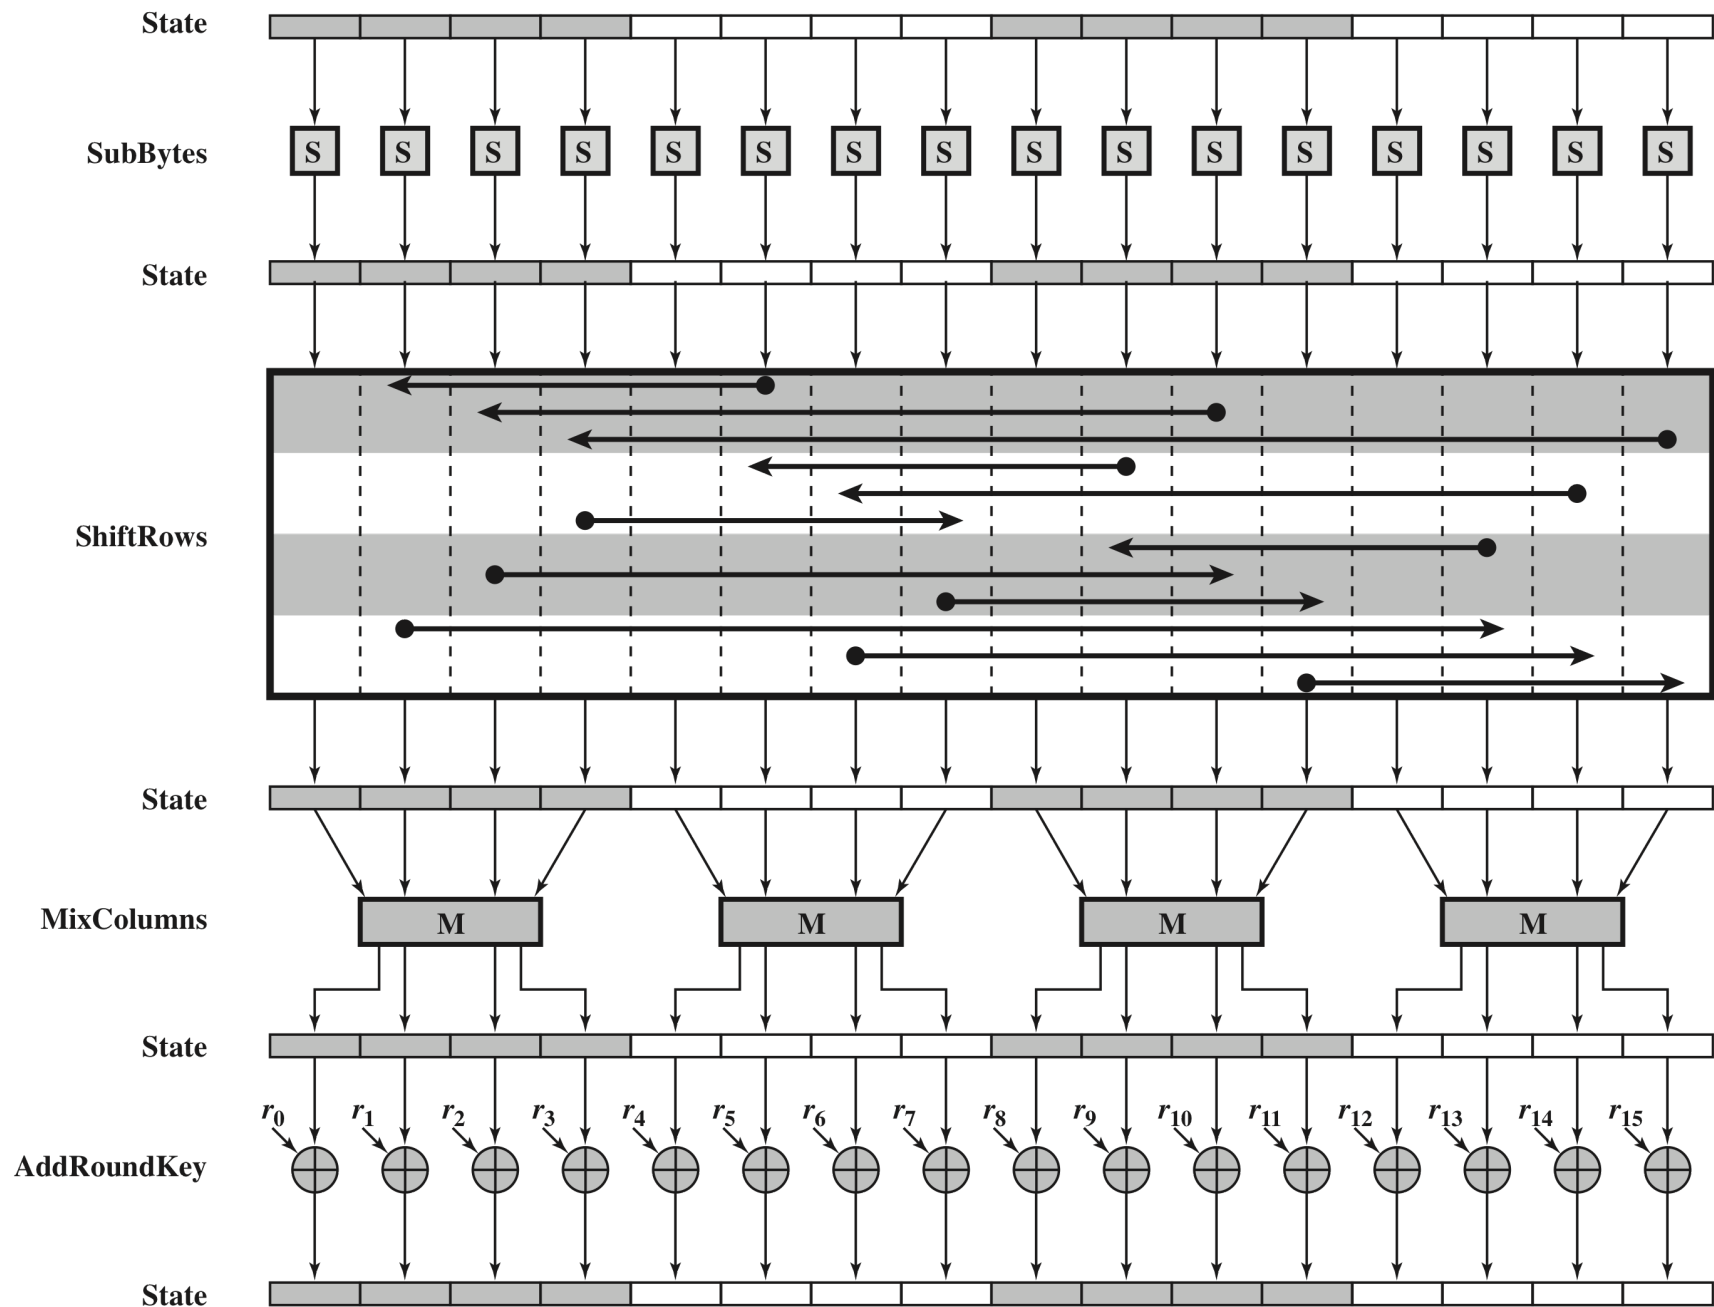 State
SubBytes S S S S S S S S S S S S S S S S
State
ShiftRows
State
MixColumns M M M M
State
r0 r1 r2 r3 r4 r5 r6 r7 r8 r9 r10 r11 r12 r13 r14 r15
AddRoundKey
State